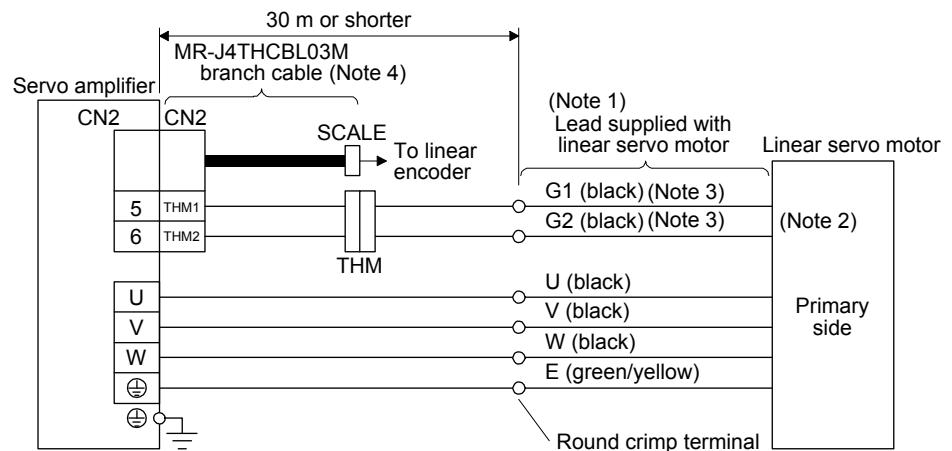 30 m or shorter
MR-J4THCBL03M
branch cable (Note 4)
Servo amplifier
CN2
CN2
SCALE
To linear
encoder
(Note 1)
Lead supplied with
linear servo motor
Linear servo motor
5
THM1
G1 (black) (Note 3)
6
THM2
G2 (black) (Note 3)
(Note 2)
THM
U
U (black)
V
V (black)
W
W (black)
E (green/yellow)
Primary
side
Round crimp terminal